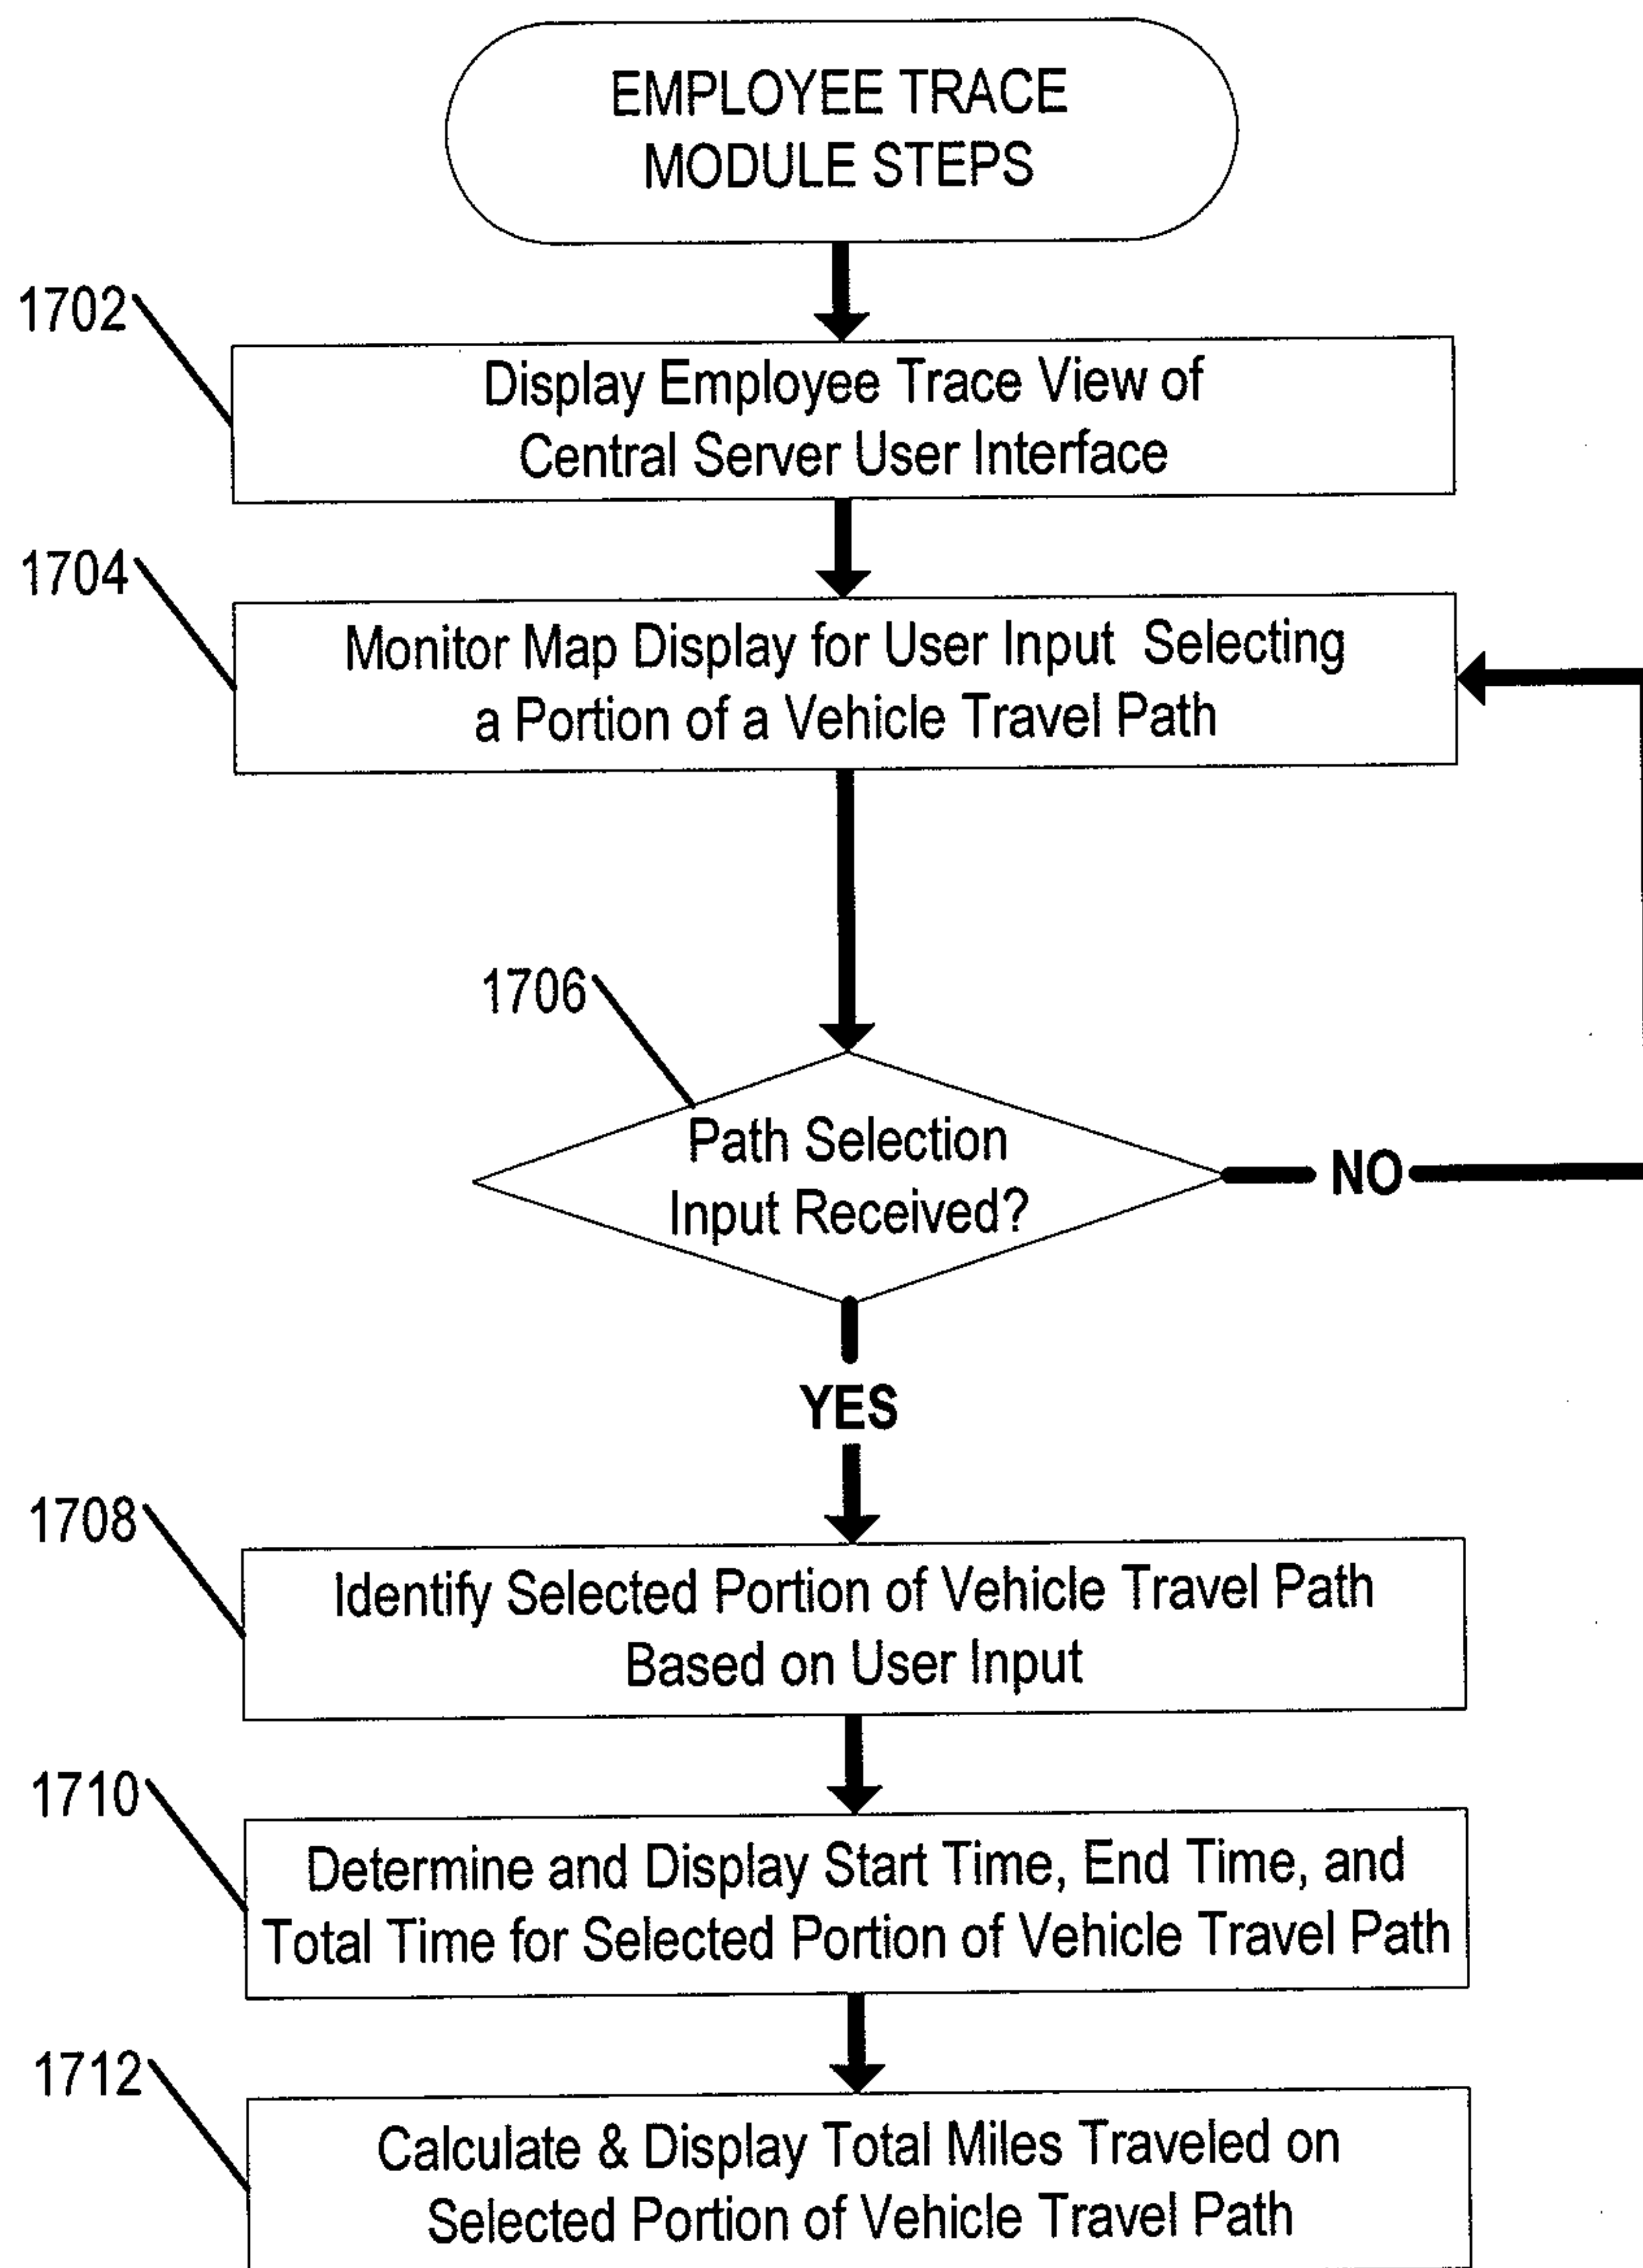 EMPLOYEE TRACE
MODULE STEPS
1702
Display Employee Trace View of
Central Server User Interface
1704
Monitor Map Display for User Input Selecting
a Portion of a Vehicle Travel Path
1706
Path Selection
Input Received?
NO
YES
1708
Identify Selected Portion of Vehicle Travel Path
Based on User Input
1710
Determine and Display Start Time, End Time, and
Total Time for Selected Portion of Vehicle Travel Path
1712
Calculate & Display Total Miles Traveled on
Selected Portion of Vehicle Travel Path